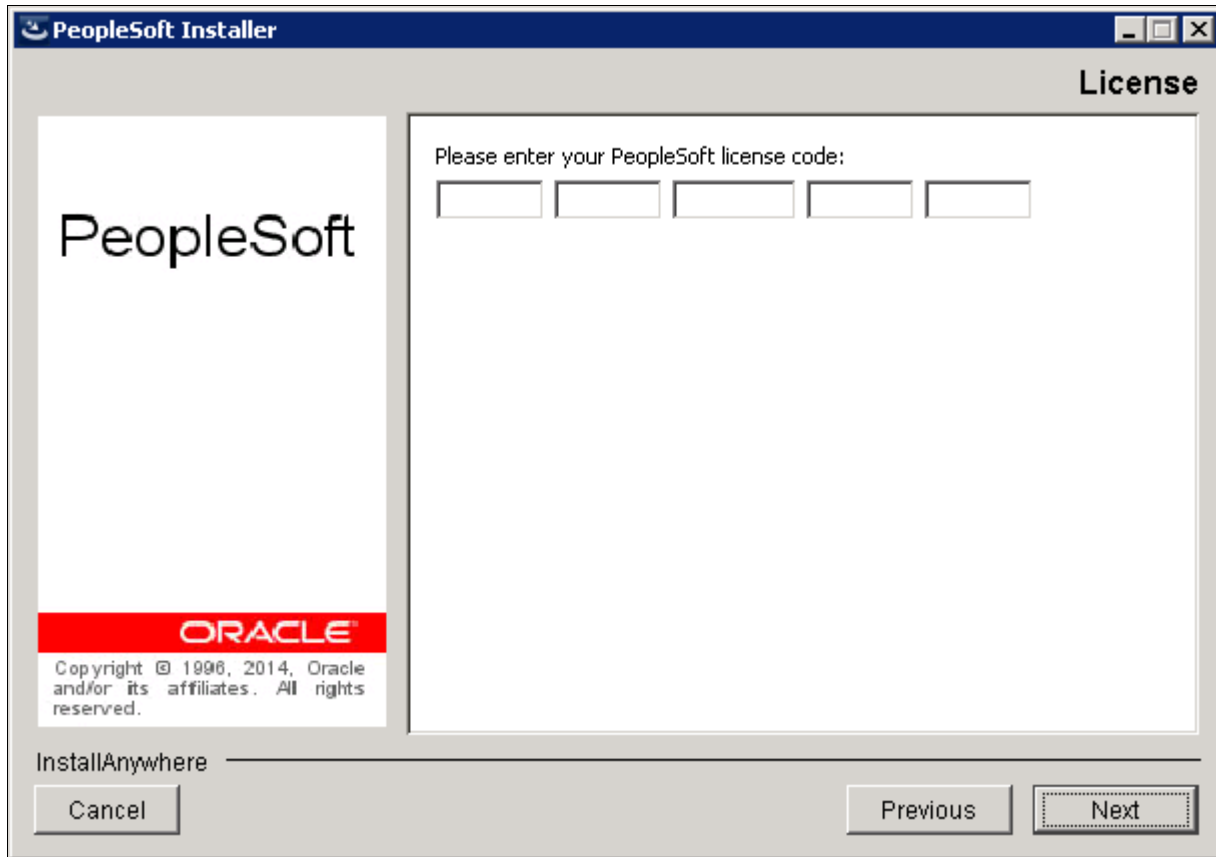 PeopleSoft Installer
License
PeopleSoft
Please enter your PeopleSoft license code:
ORACLE
Copyright © 1996, 2014, Oracle
and/or its affiliates. All rights
reserved.
InstallAnywhere
Cancel
Previous
Next